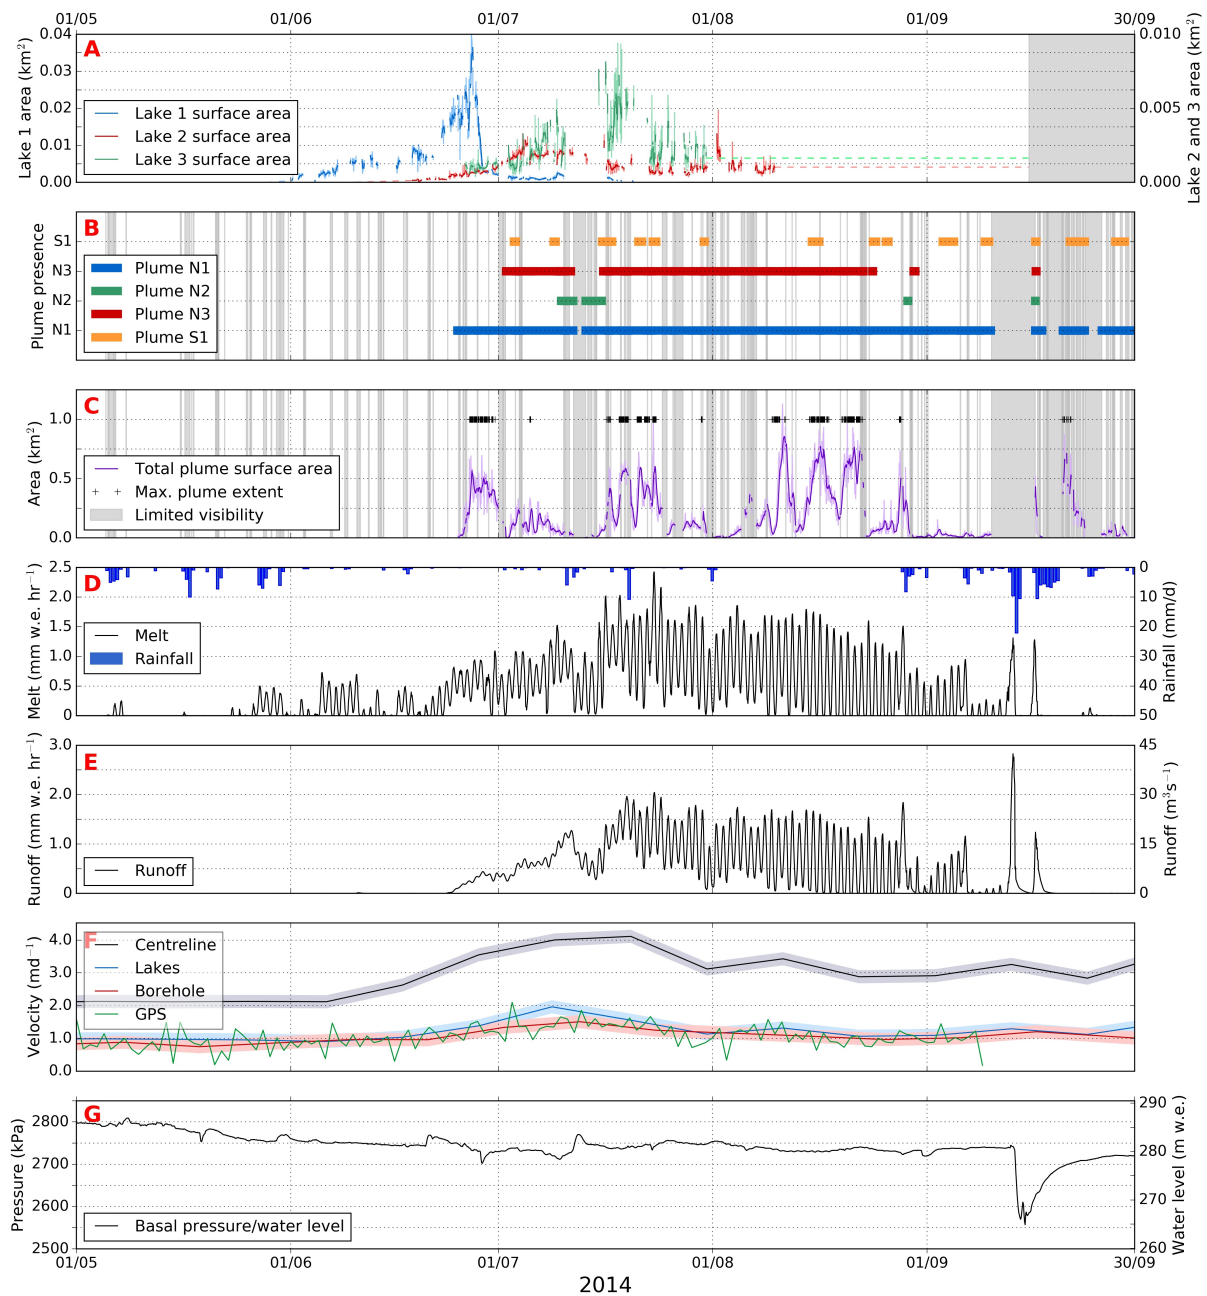 01/05 01/06 01/07 01/08 01/09 30/09
A
Lake 1 area (km²)
0.04
0.03
0.02
0.01
0.00
Lake 1 surface area
Lake 2 surface area
Lake 3 surface area
0.010
0.005
0.000
Lake 2 and 3 area (km²)
B
Plume presence
S1
N3
N2
N1
Plume N1
Plume N2
Plume N3
Plume S1
C
Area (km²)
1.0
0.5
0.0
Total plume surface area
Max. plume extent
Limited visibility
D
Melt (mm w.e. hr⁻¹)
2.5
2.0
1.5
1.0
0.5
0
Melt
Rainfall
0
10
20
30
40
50
Rainfall (mm/d)
E
Runoff (mm w.e. hr⁻¹)
3.0
2.0
1.0
0
Runoff
45
30
15
0
Runoff (m³s⁻¹)
F
Velocity (md⁻¹)
4.0
3.0
2.0
1.0
0.0
Centreline
Lakes
Borehole
GPS
G
Pressure (kPa)
2800
2700
2600
2500
Basal pressure/water level
290
280
270
260
Water level (m w.e.)
01/05 01/06 01/07 01/08 01/09 30/09
2014